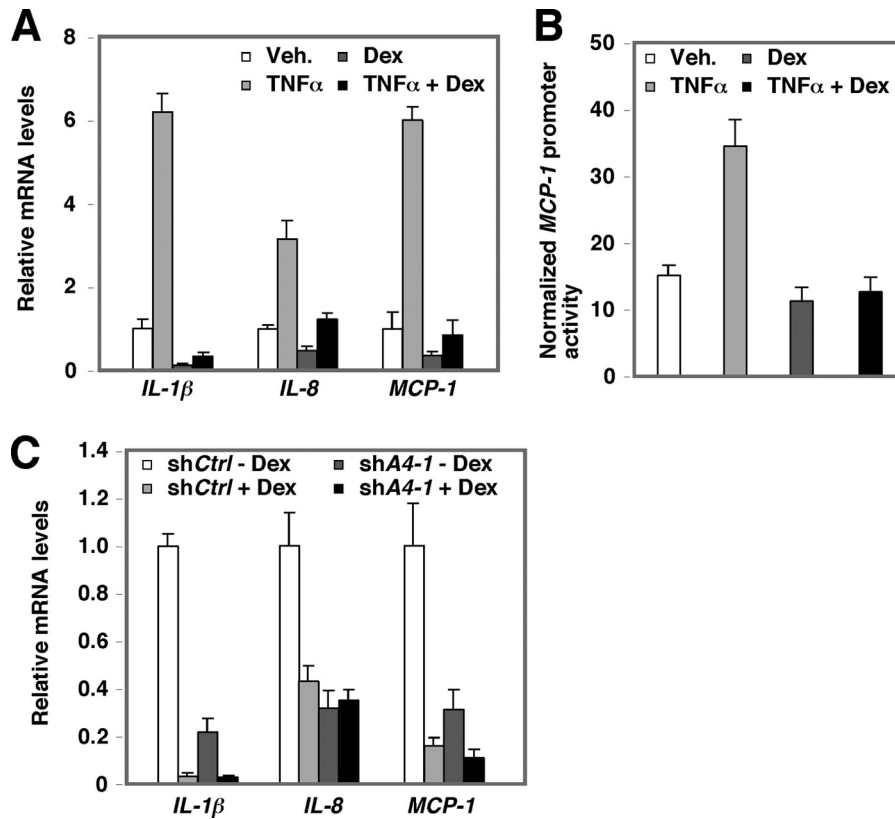 A
8
6
4
2
0
Relative mRNA levels
Veh. Dex
TNFα TNFα + Dex
IL-1β IL-8 MCP-1
B
50
40
30
20
10
0
Normalized MCP-1 promoter
activity
Veh. Dex
TNFα TNFα + Dex
C
1.4
1.2
1.0
0.8
0.6
0.4
0.2
0
Relative mRNA levels
shCtrl - Dex shA4-1 - Dex
shCtrl + Dex shA4-1 + Dex
IL-1β IL-8 MCP-1